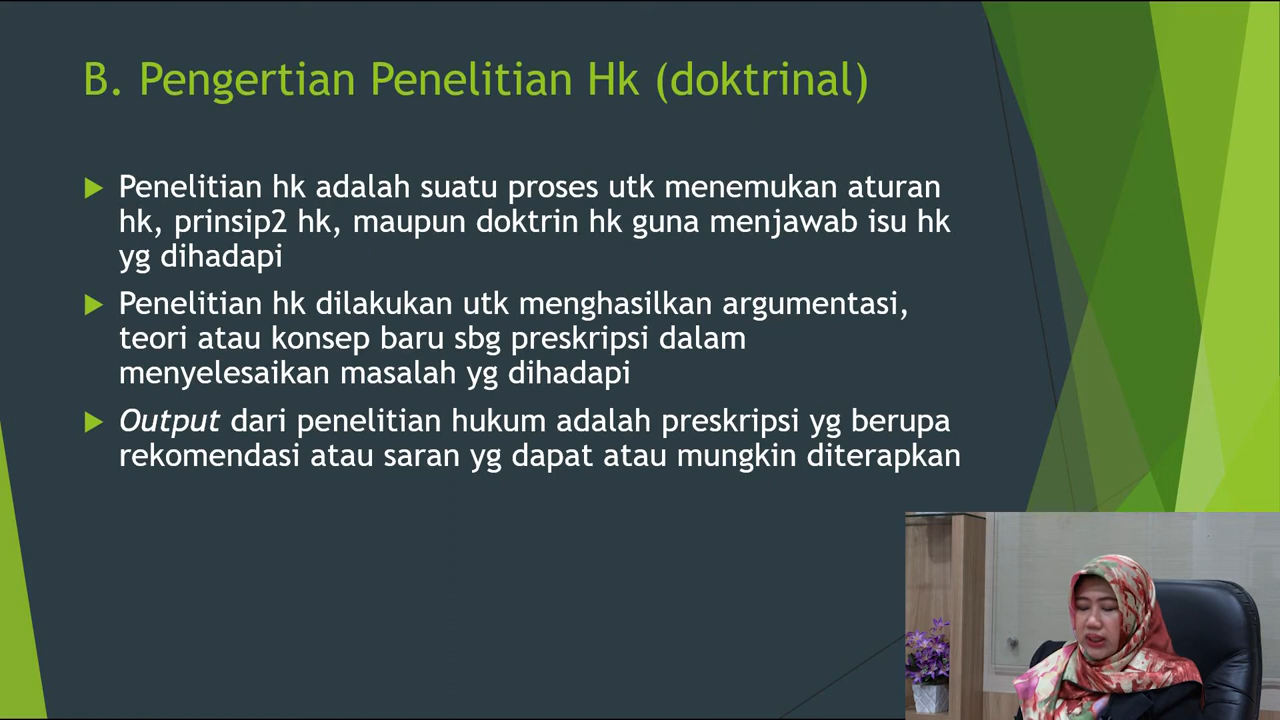 B. Pengertian Penelitian Hk (doktrinal)
Penelitian hk adalah suatu proses utk menemukan aturan
hk, prinsip2 hk, maupun doktrin hk guna menjawab isu hk
yg dihadapi
Penelitian hk dilakukan utk menghasilkan argumentasi,
teori atau konsep baru sbg preskripsi dalam
menyelesaikan masalah yg dihadapi
Output dari penelitian hukum adalah preskripsi yg berupa
rekomendasi atau saran yg dapat atau mungkin diterapkan